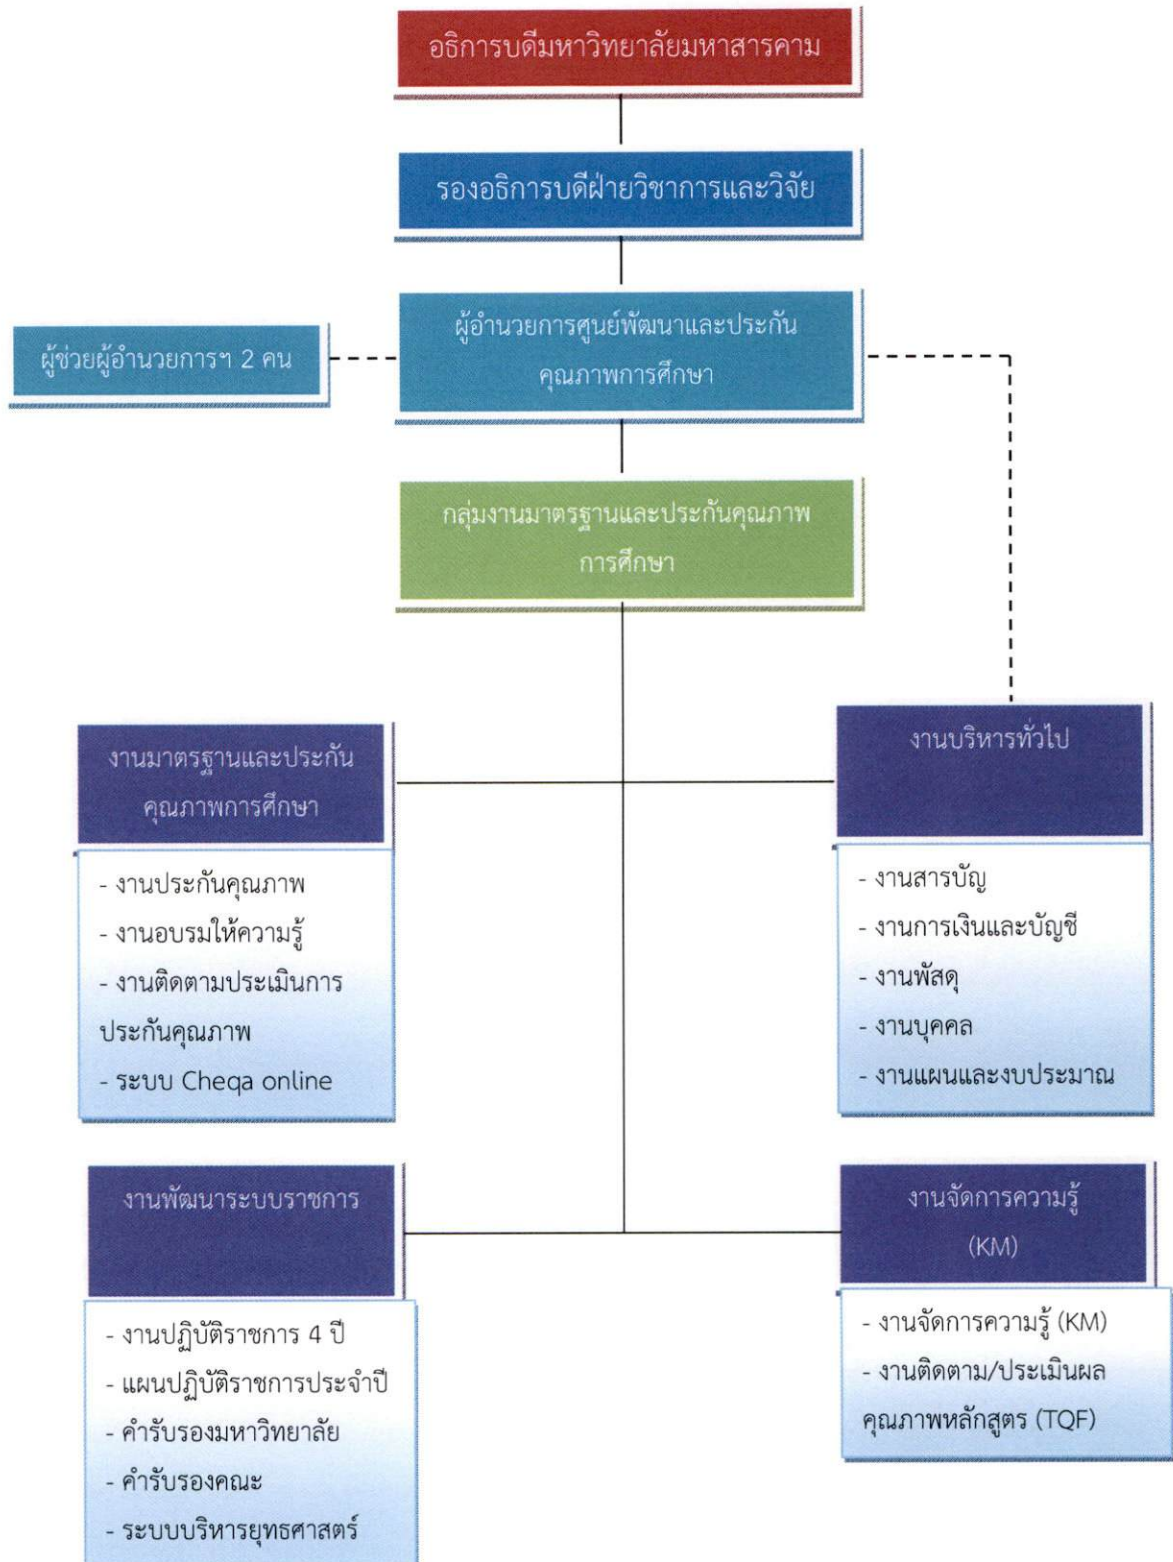 อธิการบดีมหาวิทยาลัยมหาสารคาม
รองอธิการบดีฝ่ายวิชาการและวิจัย
ผู้อำนวยการศูนย์พัฒนาและประกัน
คุณภาพการศึกษา
ผู้ช่วยผู้อำนวยการฯ 2 คน
กลุ่มงานมาตรฐานและประกันคุณภาพ
การศึกษา
งานมาตรฐานและประกัน
คุณภาพการศึกษา
- งานประกันคุณภาพ
- งานอบรมให้ความรู้
- งานติดตามประเมินการ
ประกันคุณภาพ
- ระบบ Cheqa online
งานบริหารทั่วไป
- งานสารบัญ
- งานการเงินและบัญชี
- งานพัสดุ
- งานบุคคล
- งานแผนและงบประมาณ
งานพัฒนาระบบราชการ
- งานปฏิบัติราชการ 4 ปี
- แผนปฏิบัติราชการประจำปี
- คำรับรองมหาวิทยาลัย
- คำรับรองคณะ
- ระบบบริหารยุทธศาสตร์
งานจัดการความรู้
(KM)
- งานจัดการความรู้ (KM)
- งานติดตาม/ประเมินผล
คุณภาพหลักสูตร (TQF)